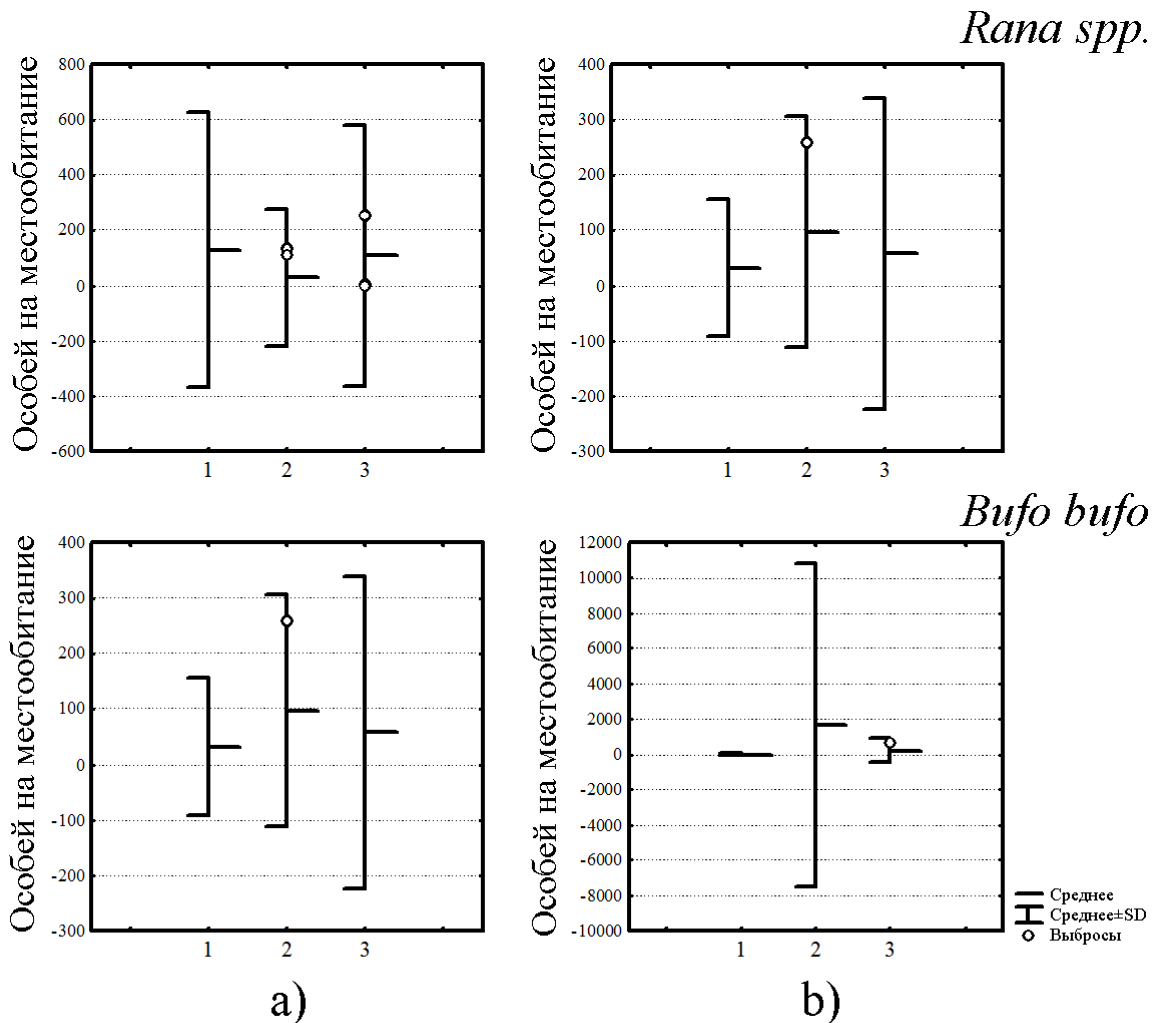 Rana spp.
Особей на местообитание
800
600
400
200
0
-200
-400
-600
1 2 3
Особей на местообитание
400
300
200
100
0
-100
-200
-300
1 2 3
Bufo bufo
Особей на местообитание
400
300
200
100
0
-100
-200
-300
1 2 3
Особей на местообитание
12000
10000
8000
6000
4000
2000
0
-2000
-4000
-6000
-8000
-10000
1 2 3
Среднее
Среднее±SD
Выбросы
a) b)